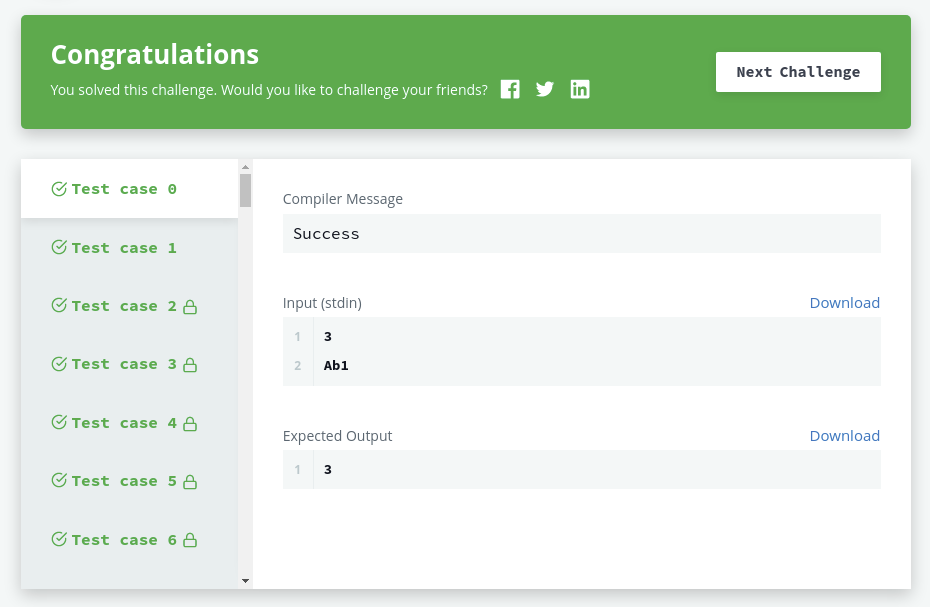 Congratulations
You solved this challenge. Would you like to challenge your friends?
Next Challenge
Test case 0
Test case 1
Test case 2
Test case 3
Test case 4
Test case 5
Test case 6
Compiler Message
Success
Input (stdin)
Download
1 3
2 Ab1
Expected Output
Download
1 3